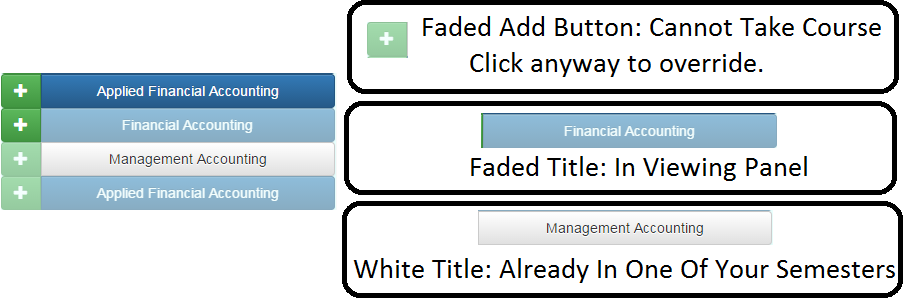 Applied Financial Accounting
Financial Accounting
Management Accounting
Applied Financial Accounting
Faded Add Button: Cannot Take Course
Click anyway to override.
Financial Accounting
Faded Title: In Viewing Panel
Management Accounting
White Title: Already In One Of Your Semesters